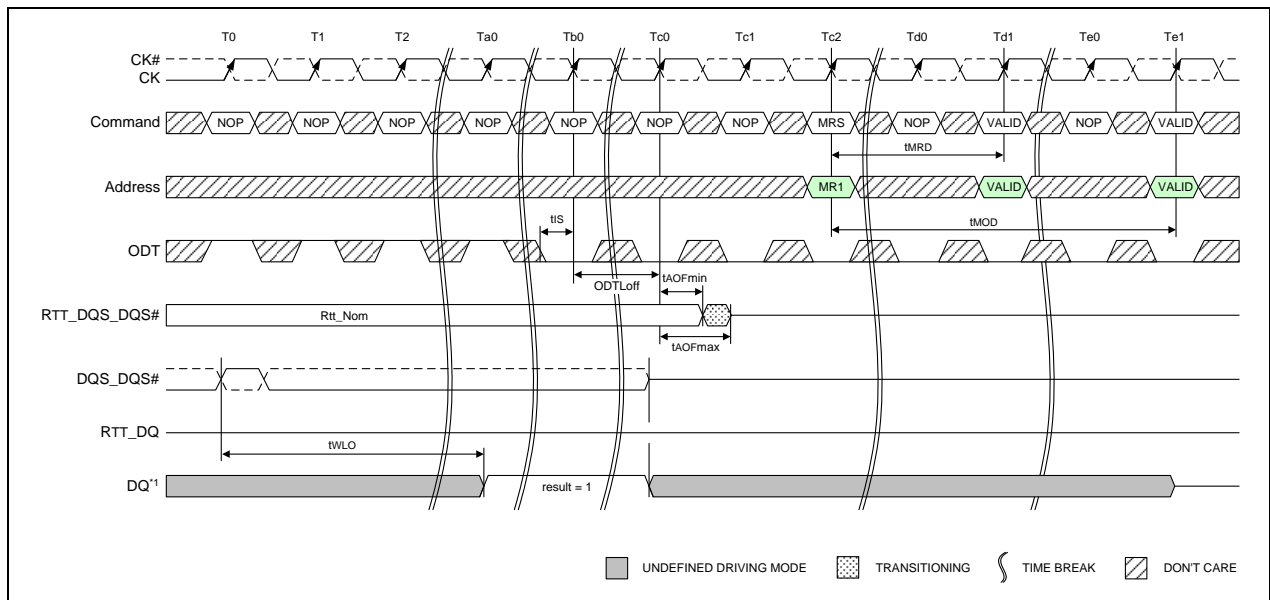 T0 T1 T2 Ta0 Tb0 Tc0 Tc1 Tc2 Td0 Td1 Te0 Te1
CK#
CK
Command NOP NOP NOP NOP NOP NOP NOP MRS NOP VALID NOP VALID
tMRD
Address MR1 VALID VALID
tIS
tMOD
ODT
ODTLoff
tAOFmin
RTT_DQS_DQS# Rtt_Nom
tAOFmax
DQS_DQS#
RTT_DQ
tWLO
DQ*1 result = 1
UNDEFINED DRIVING MODE TRANSITIONING TIME BREAK DON'T CARE